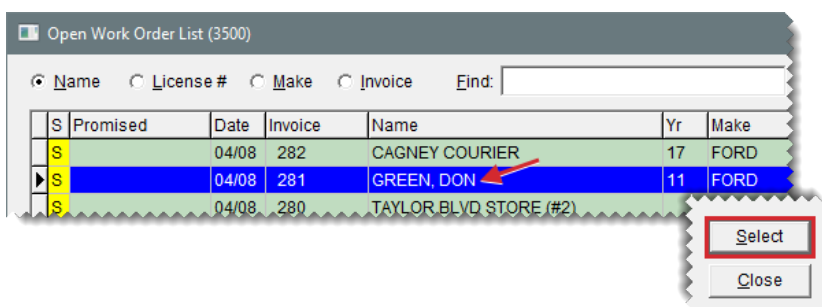 Open Work Order List (3500)
Name License # Make Invoice Find:
S Promised Date Invoice Name Yr Make
S 04/08 282 CAGNEY COURIER 17 FORD
S 04/08 281 GREEN, DON 11 FORD
S 04/08 280 TAYLOR BLVD STORE (#2)
Select
Close